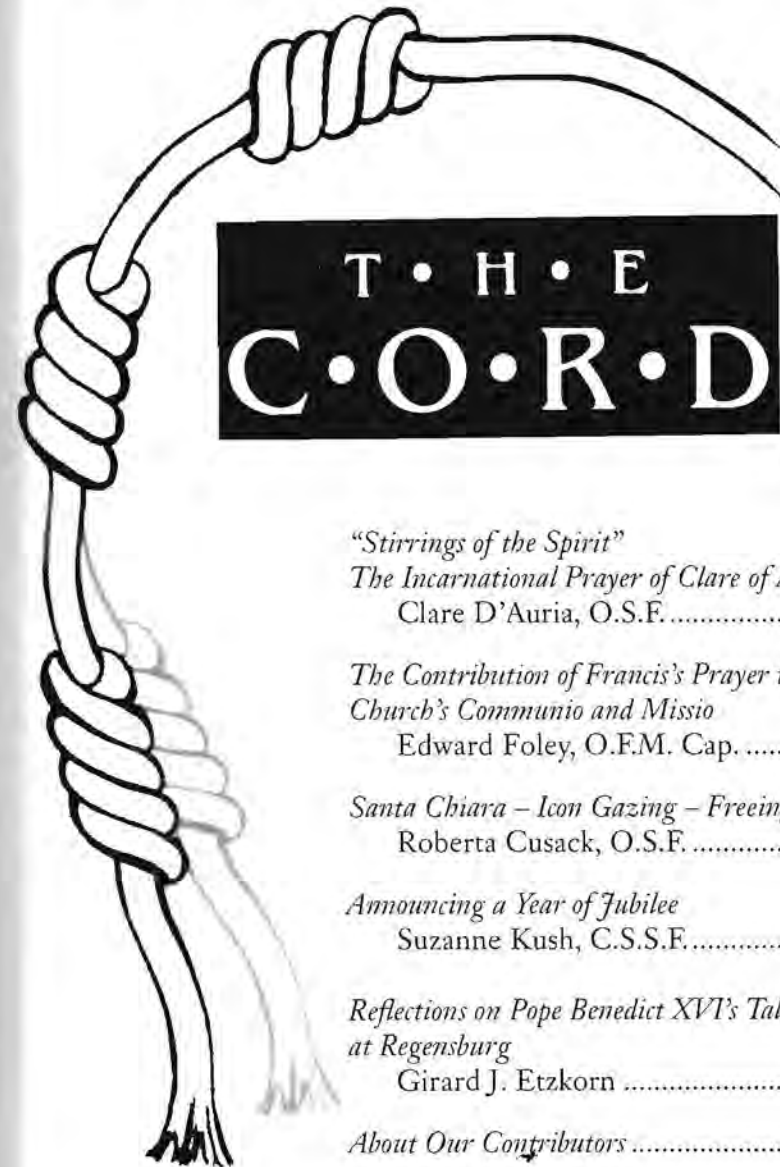 T • H • E
C•O•R•D
"Stirrings of the Spirit"
The Incarnational Prayer of Clare of
Clare D'Auria, O.S.F. ................
The Contribution of Francis's Prayer
Church's Communio and Missio
Edward Foley, O.F.M. Cap. ......
Santa Chiara – Icon Gazing – Freein
Roberta Cusack, O.S.F. .............
Announcing a Year of Jubilee
Suzanne Kush, C.S.S.F. .............
Reflections on Pope Benedict XVI's Tal
at Regensburg
Girard J. Etzkorn ......................
About Our Contributors ....................